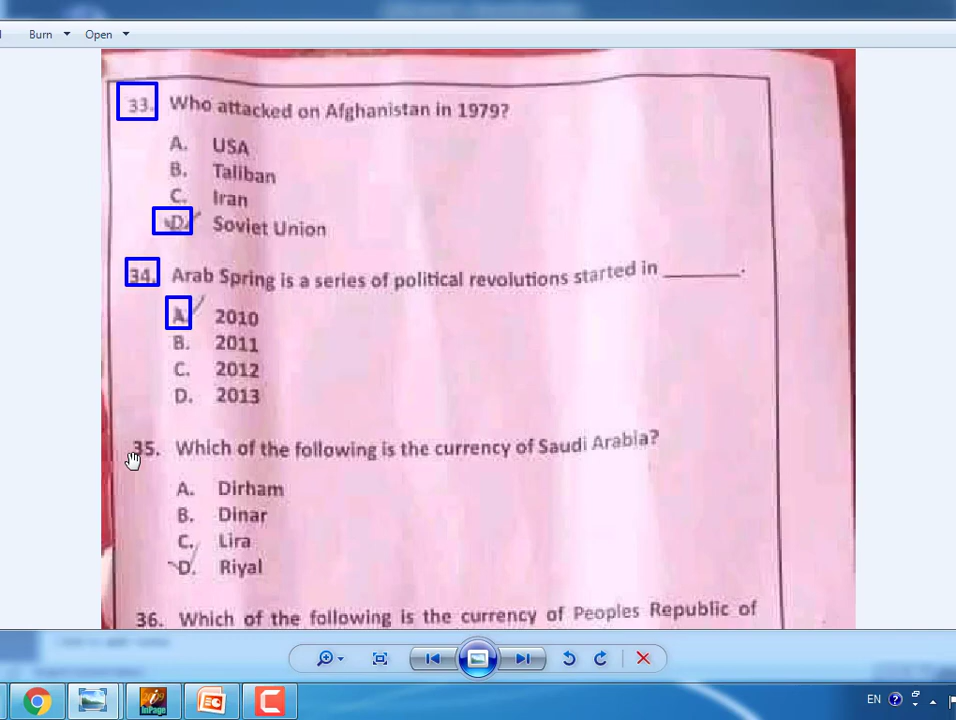 Burn Open
33. Who attacked on Afghanistan in 1979?
A. USA
B. Taliban
C. Iran
D. Soviet Union
34. Arab Spring is a series of political revolutions started in _______.
A. 2010
B. 2011
C. 2012
D. 2013
35. Which of the following is the currency of Saudi Arabia?
A. Dirham
B. Dinar
C. Lira
D. Riyal
36. Which of the following is the currency of Peoples Republic of
InPage
EN